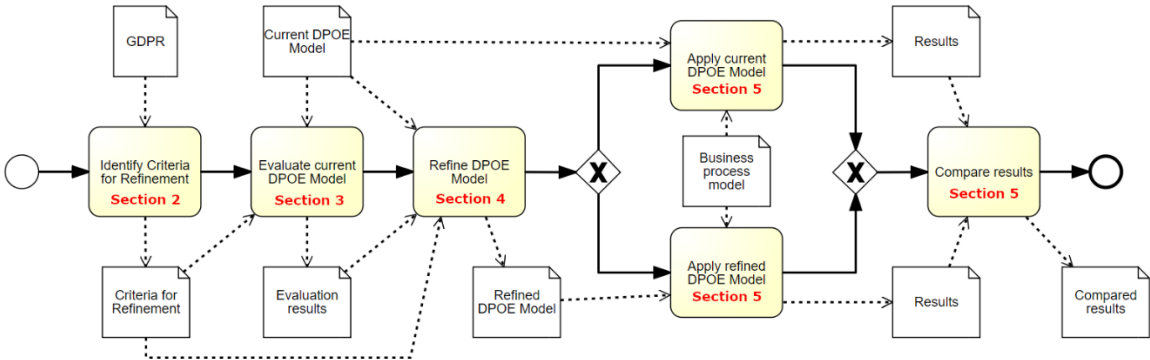 GDPR
Current DPOE
Model
Identify Criteria
for Refinement
Section 2
Evaluate current
DPOE Model
Section 3
Refine DPOE
Model
Section 4
Criteria for
Refinement
Evaluation
results
Refined
DPOE Model
X
Apply current
DPOE Model
Section 5
Business
process
model
Apply refined
DPOE Model
Section 5
X
Results
Results
Compare results
Section 5
Compared
results